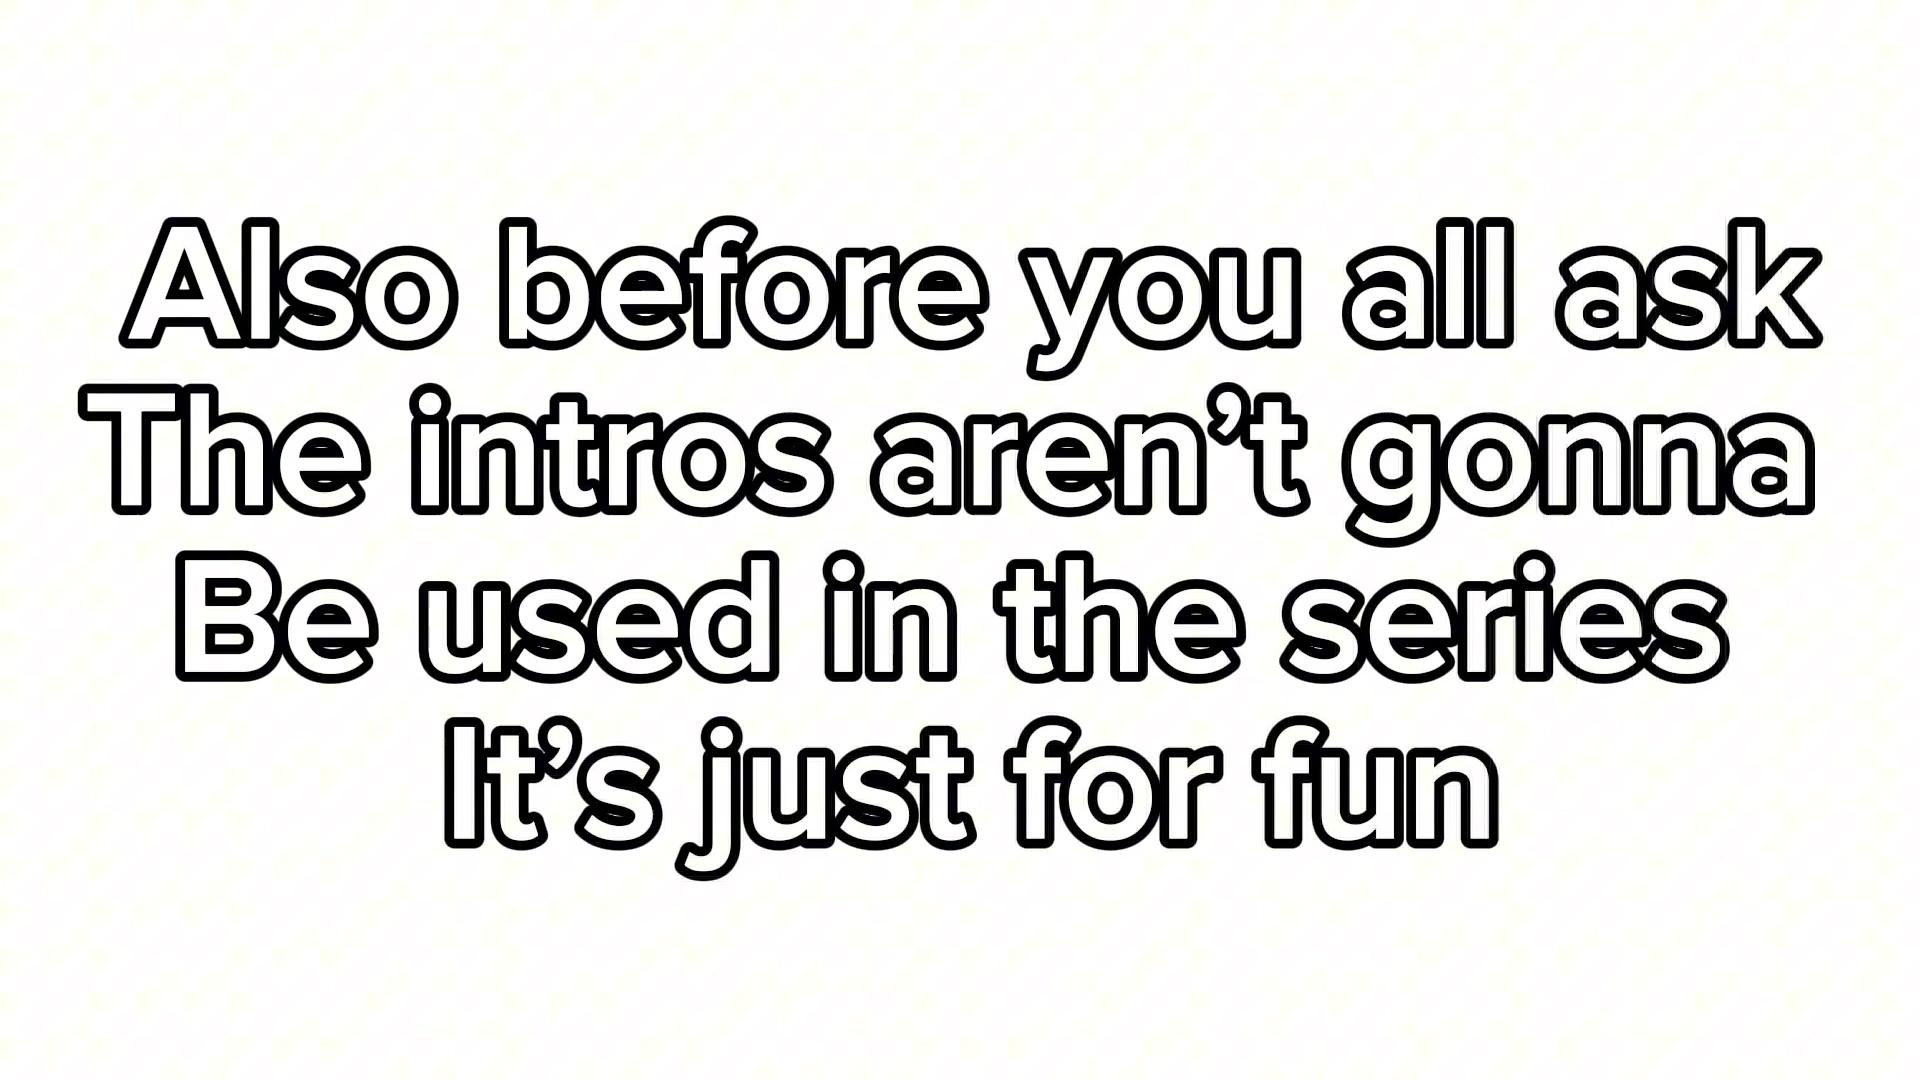 Also before you all ask
The intros aren’t gonna
Be used in the series
It’s just for fun